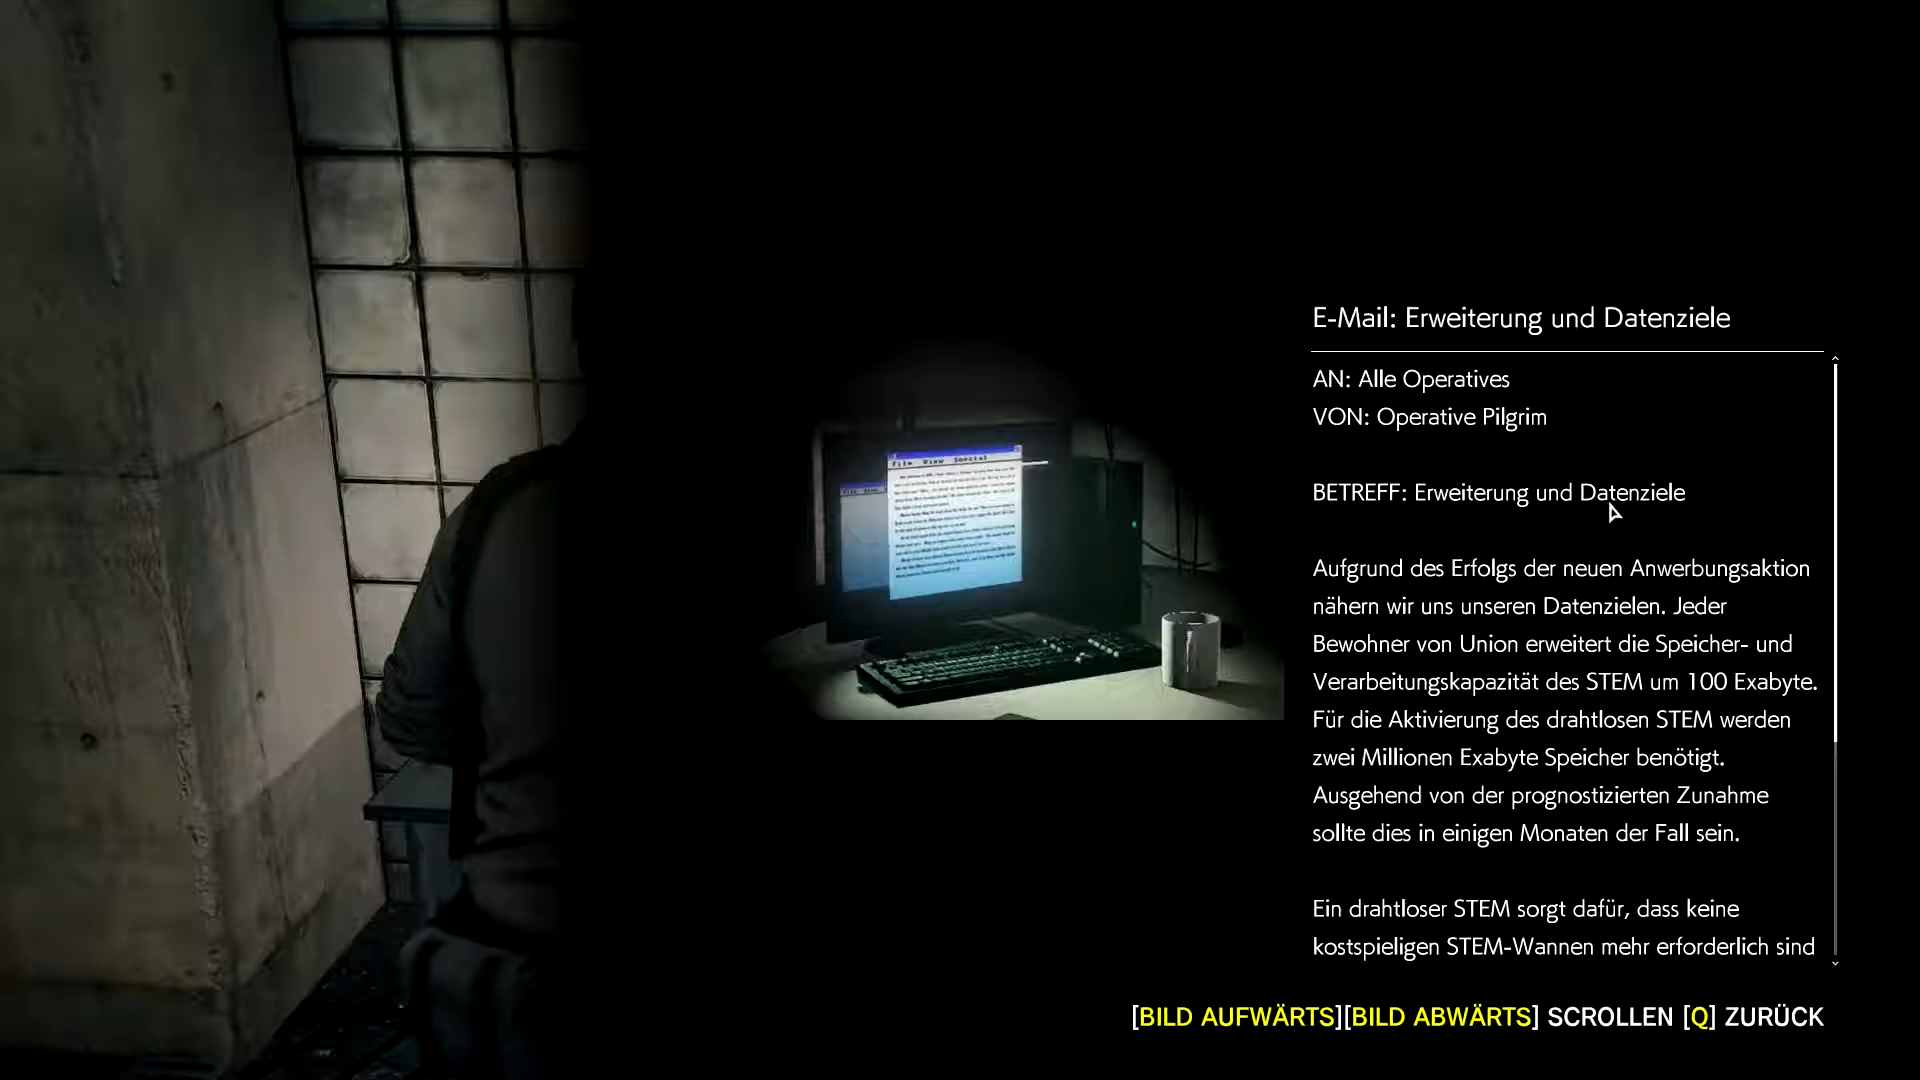 E-Mail: Erweiterung und Datenziele
AN: Alle Operatives
VON: Operative Pilgrim
BETREFF: Erweiterung und Datenziele
Aufgrund des Erfolgs der neuen Anwerbungsaktion
nähern wir uns unseren Datenzielen. Jeder
Bewohner von Union erweitert die Speicher- und
Verarbeitungskapazität des STEM um 100 Exabyte.
Für die Aktivierung des drahtlosen STEM werden
zwei Millionen Exabyte Speicher benötigt.
Ausgehend von der prognostizierten Zunahme
sollte dies in einigen Monaten der Fall sein.
Ein drahtloser STEM sorgt dafür, dass keine
kostspieligen STEM-Wannen mehr erforderlich sind
File View Special
[BILD AUFWÄRTS][BILD ABWÄRTS] SCROLLEN [Q] ZURÜCK